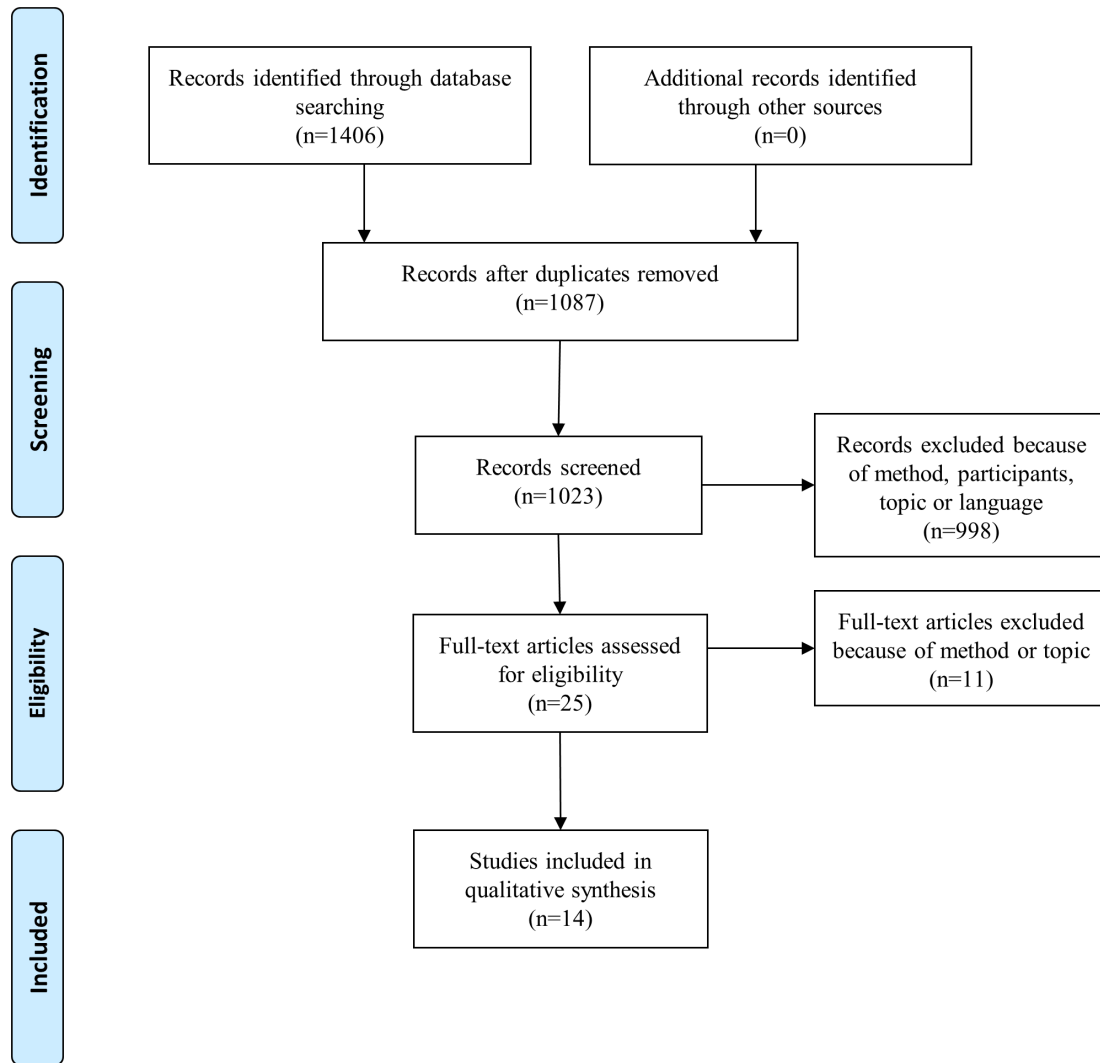 Identification
Records identified through database
searching
(n=1406)
Additional records identified
through other sources
(n=0)
Records after duplicates removed
(n=1087)
Screening
Records screened
(n=1023)
Records excluded because
of method, participants,
topic or language
(n=998)
Eligibility
Full-text articles assessed
for eligibility
(n=25)
Full-text articles excluded
because of method or topic
(n=11)
Included
Studies included in
qualitative synthesis
(n=14)